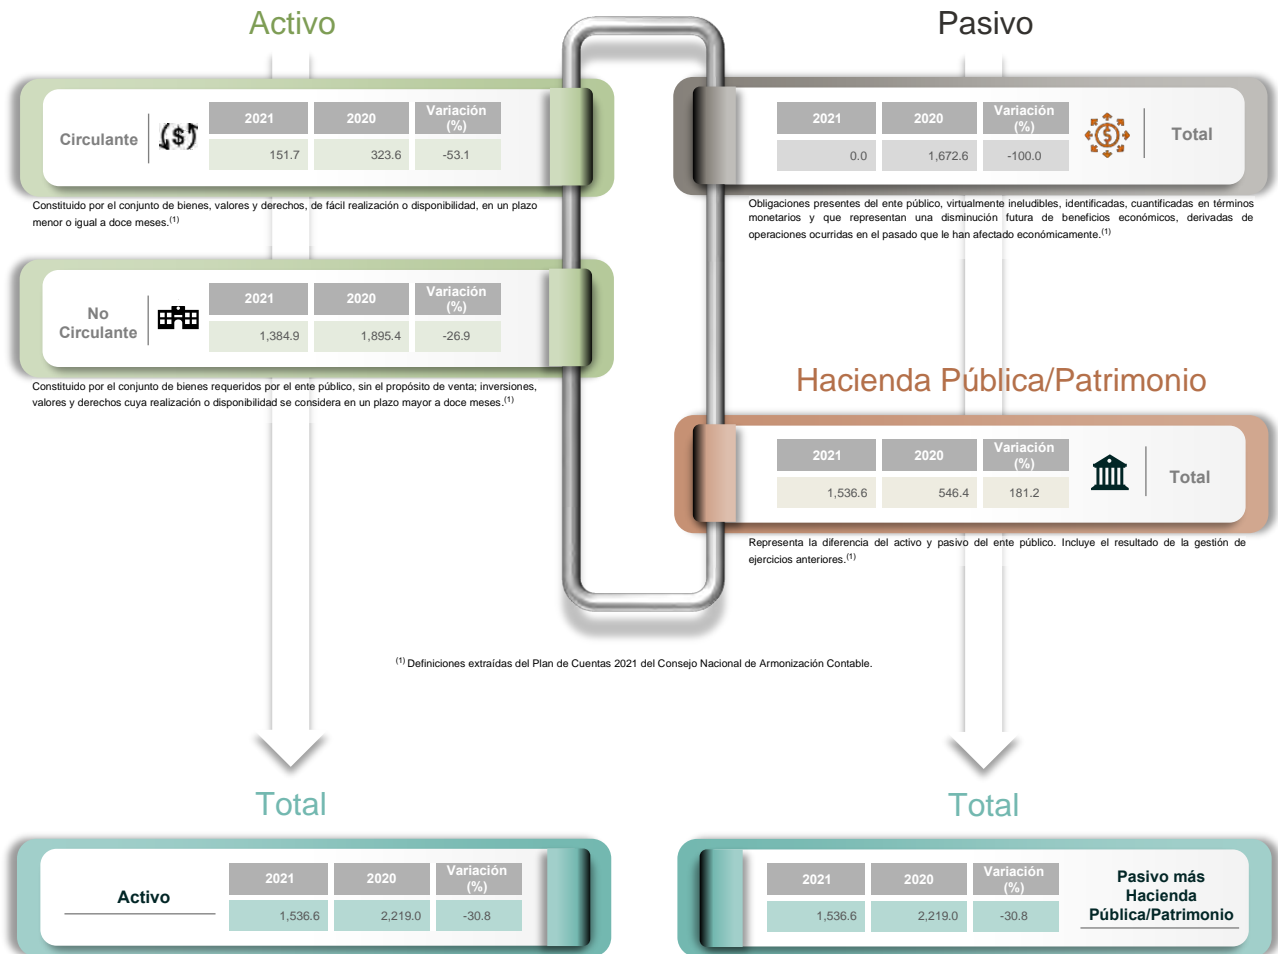 Activo
Circulante
2021 2020 Variación (%)
151.7 323.6 -53.1
Constituido por el conjunto de bienes, valores y derechos, de fácil realización o disponibilidad, en un plazo
menor o igual a doce meses.(1)
No
Circulante
2021 2020 Variación (%)
1,384.9 1,895.4 -26.9
Constituido por el conjunto de bienes requeridos por el ente público, sin el propósito de venta; inversiones,
valores y derechos cuya realización o disponibilidad se considera en un plazo mayor a doce meses.(1)
Pasivo
2021 2020 Variación (%)
0.0 1,672.6 -100.0
Total
Obligaciones presentes del ente público, virtualmente ineludibles, identificadas, cuantificadas en términos
monetarios y que representan una disminución futura de beneficios económicos, derivadas de
operaciones ocurridas en el pasado que le han afectado económicamente.(1)
Hacienda Pública/Patrimonio
2021 2020 Variación (%)
1,536.6 546.4 181.2
Total
Representa la diferencia del activo y pasivo del ente público. Incluye el resultado de la gestión de
ejercicios anteriores.(1)
(1) Definiciones extraídas del Plan de Cuentas 2021 del Consejo Nacional de Armonización Contable.
Total
Activo
2021 2020 Variación (%)
1,536.6 2,219.0 -30.8
Total
2021 2020 Variación (%)
1,536.6 2,219.0 -30.8
Pasivo más
Hacienda
Pública/Patrimonio